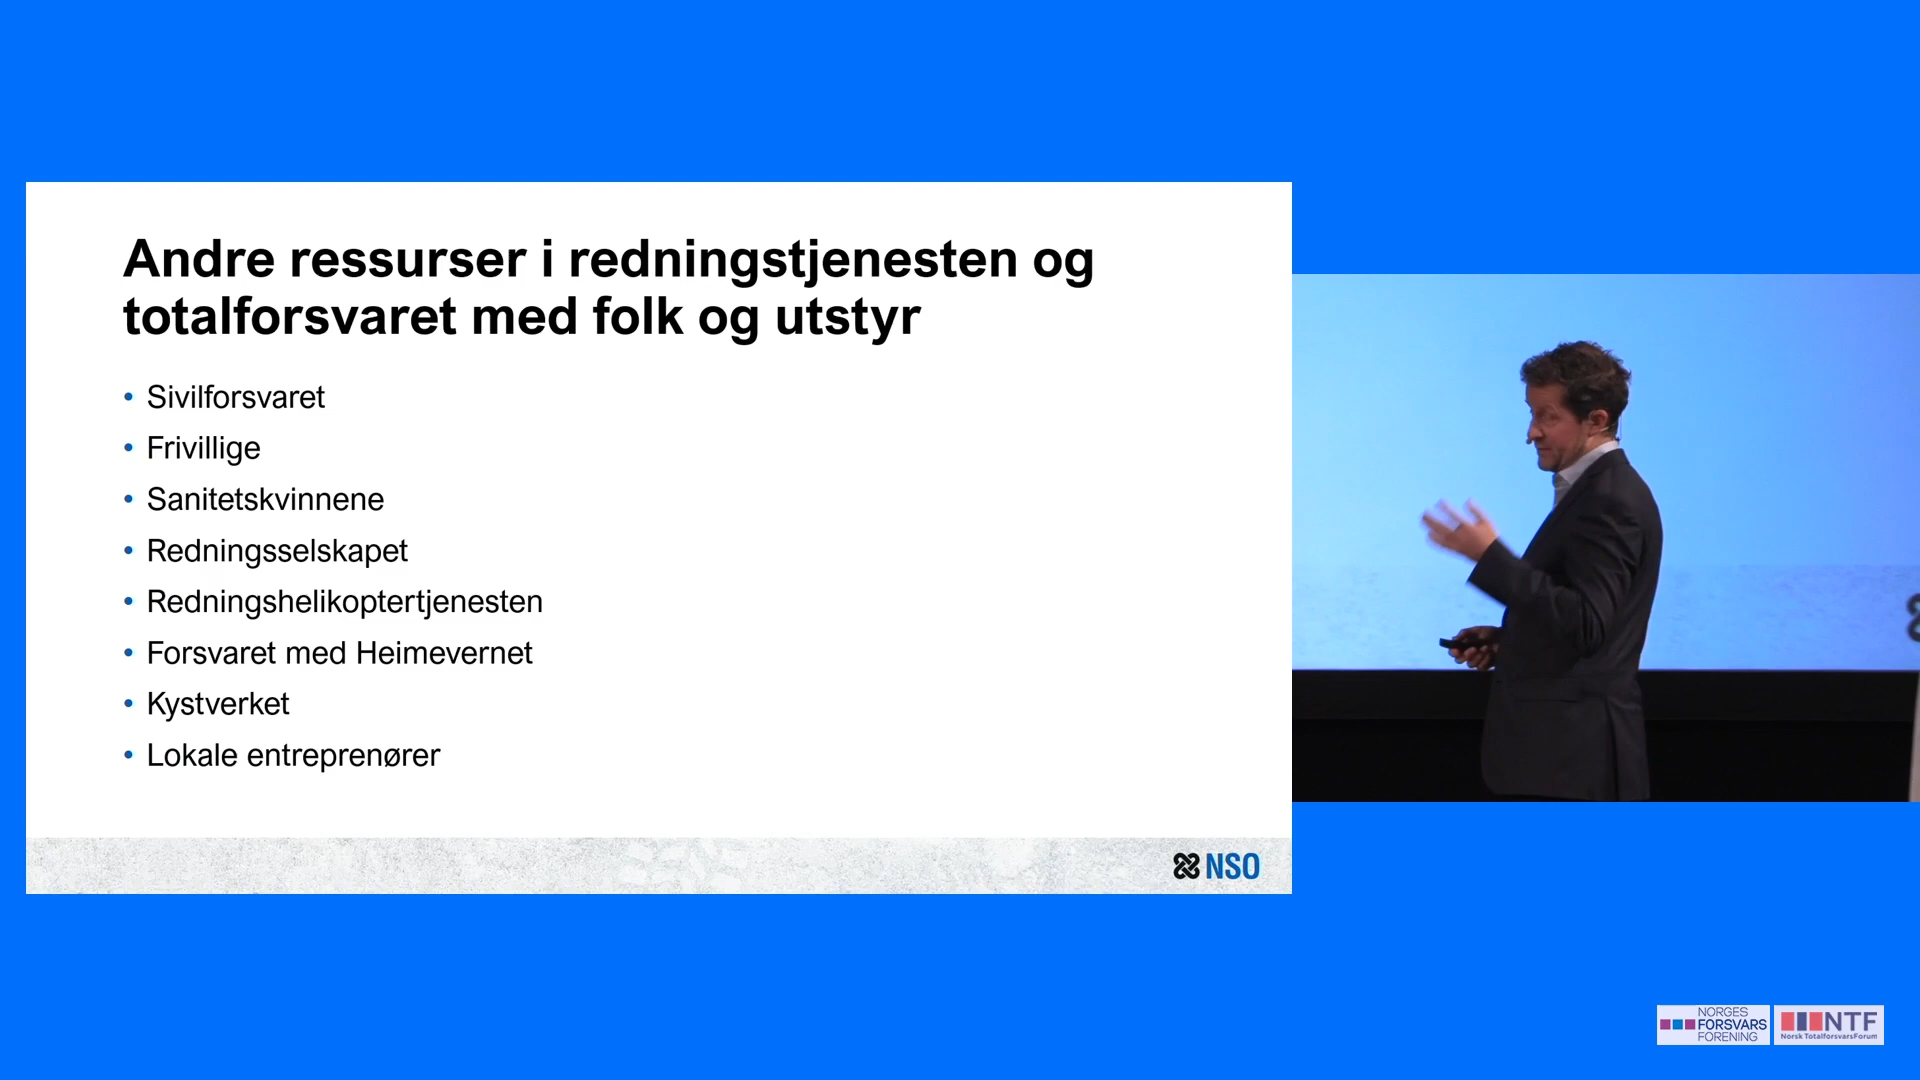 Andre ressurser i redningstjenesten og
totalforsvaret med folk og utstyr
• Sivilforsvaret
• Frivillige
• Sanitetskvinnene
• Redningsselskapet
• Redningshelikoptertjenesten
• Forsvaret med Heimevernet
• Kystverket
• Lokale entreprenører
NSO
NORGES
FORSVARS
FORENING
NTF
Norsk TotalforsvarsForum